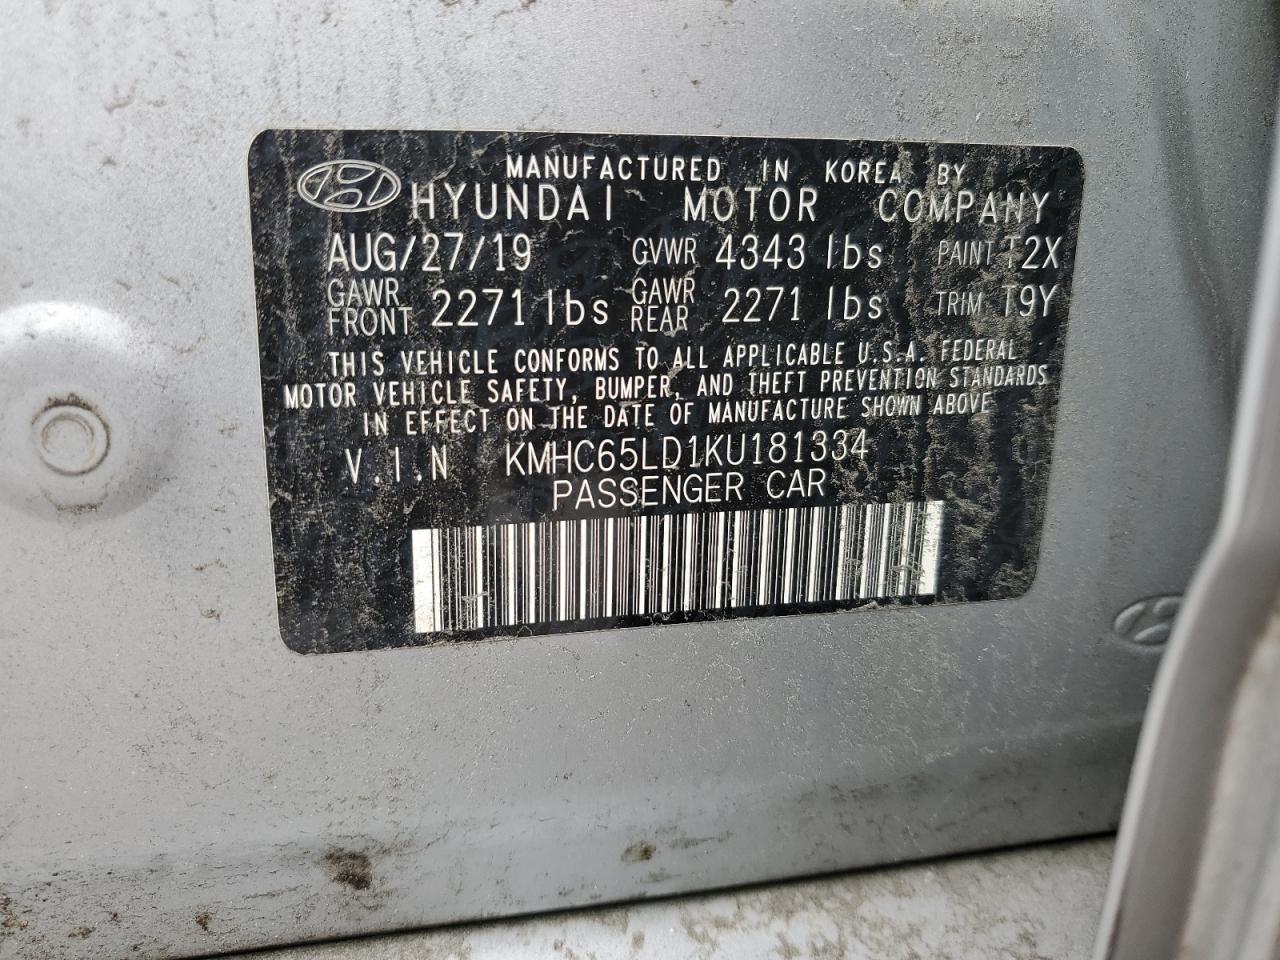 MANUFACTURED IN KOREA BY
HYUNDAI MOTOR COMPANY
AUG/27/19 GVWR 4343 lbs PAINT T2X
GAWR FRONT 2271 lbs GAWR REAR 2271 lbs TRIM T9Y
THIS VEHICLE CONFORMS TO ALL APPLICABLE U.S.A. FEDERAL
MOTOR VEHICLE SAFETY, BUMPER, AND THEFT PREVENTION STANDARDS
IN EFFECT ON THE DATE OF MANUFACTURE SHOWN ABOVE
V.I.N KMHC65LD1KU181334
PASSENGER CAR